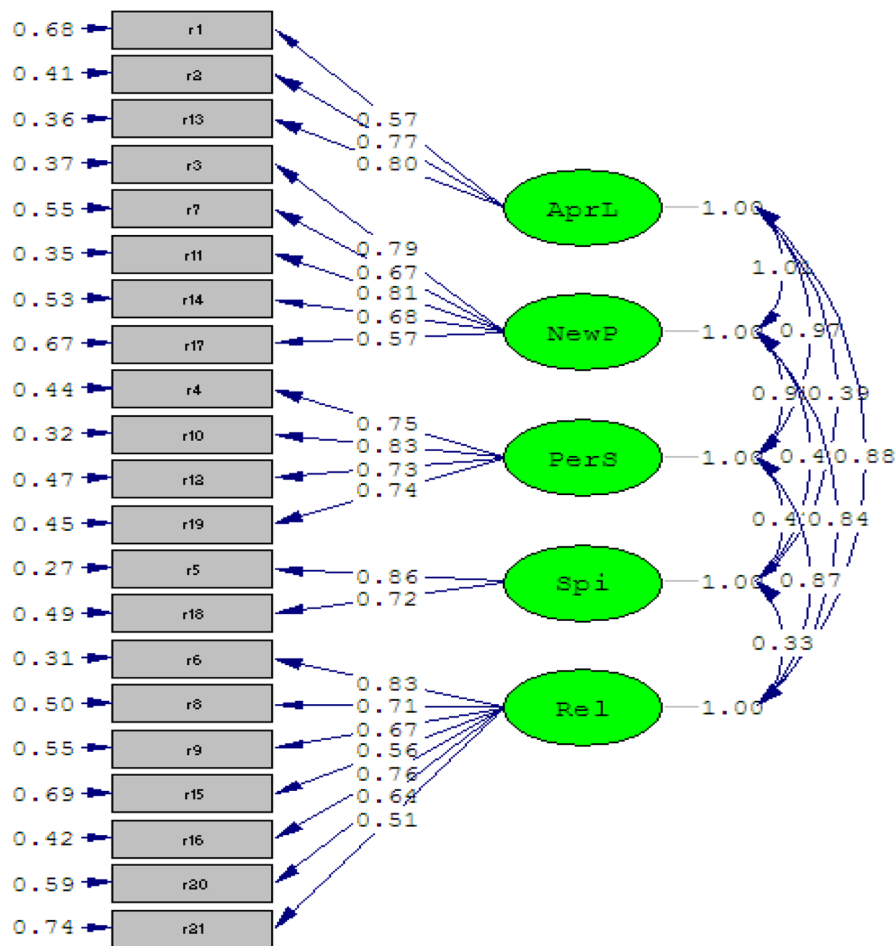 0.68 r1
0.41 r2
0.36 r13
0.37 r3
0.55 r7
0.35 r11
0.53 r14
0.67 r17
0.44 r4
0.32 r10
0.47 r12
0.45 r19
0.27 r5
0.49 r18
0.31 r6
0.50 r8
0.55 r9
0.69 r15
0.42 r16
0.59 r20
0.74 r21
0.57
0.77
0.80
0.79
0.67
0.81
0.68
0.57
0.75
0.83
0.73
0.74
0.86
0.72
0.83
0.71
0.67
0.56
0.76
0.64
0.51
AprL 1.00
NewP 1.00
PerS 1.00
Spi 1.00
Rel 1.00
0.97
0.39
0.88
0.84
0.87
0.33